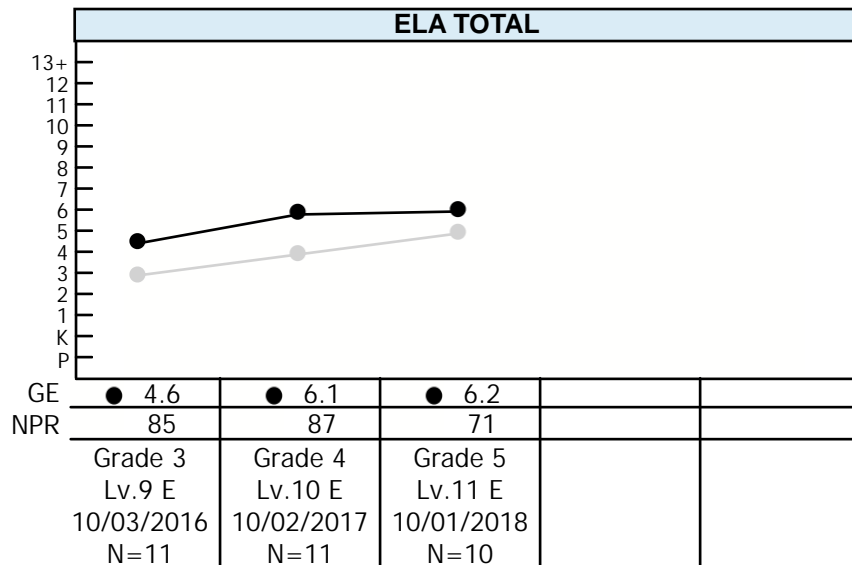 ELA TOTAL
13+
12
11
10
9
8
7
6
5
4
3
2
1
K
P
GE 4.6 6.1 6.2
NPR 85 87 71
Grade 3 Grade 4 Grade 5
Lv.9 E Lv.10 E Lv.11 E
10/03/2016 10/02/2017 10/01/2018
N=11 N=11 N=10